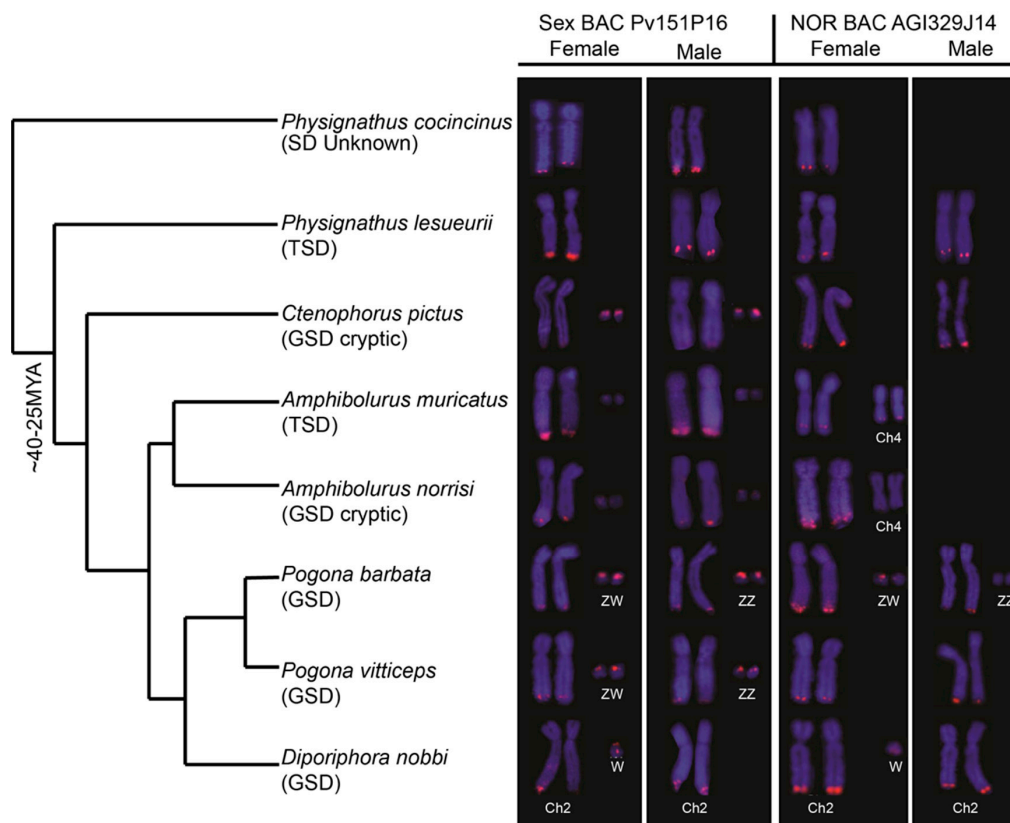 Sex BAC Pv151P16
NOR BAC AGI329J14
Female
Male
Female
Male
Physignathus cocincinus
(SD Unknown)
Physignathus lesueurii
(TSD)
Ctenophorus pictus
(GSD cryptic)
~40-25MYA
Amphibolurus muricatus
(TSD)
Ch4
Amphibolurus norrisi
(GSD cryptic)
Ch4
Pogona barbata
(GSD)
ZW
ZZ
ZW
ZZ
Pogona vitticeps
(GSD)
ZW
ZZ
Diporiphora nobbi
(GSD)
W
W
Ch2
Ch2
Ch2
Ch2